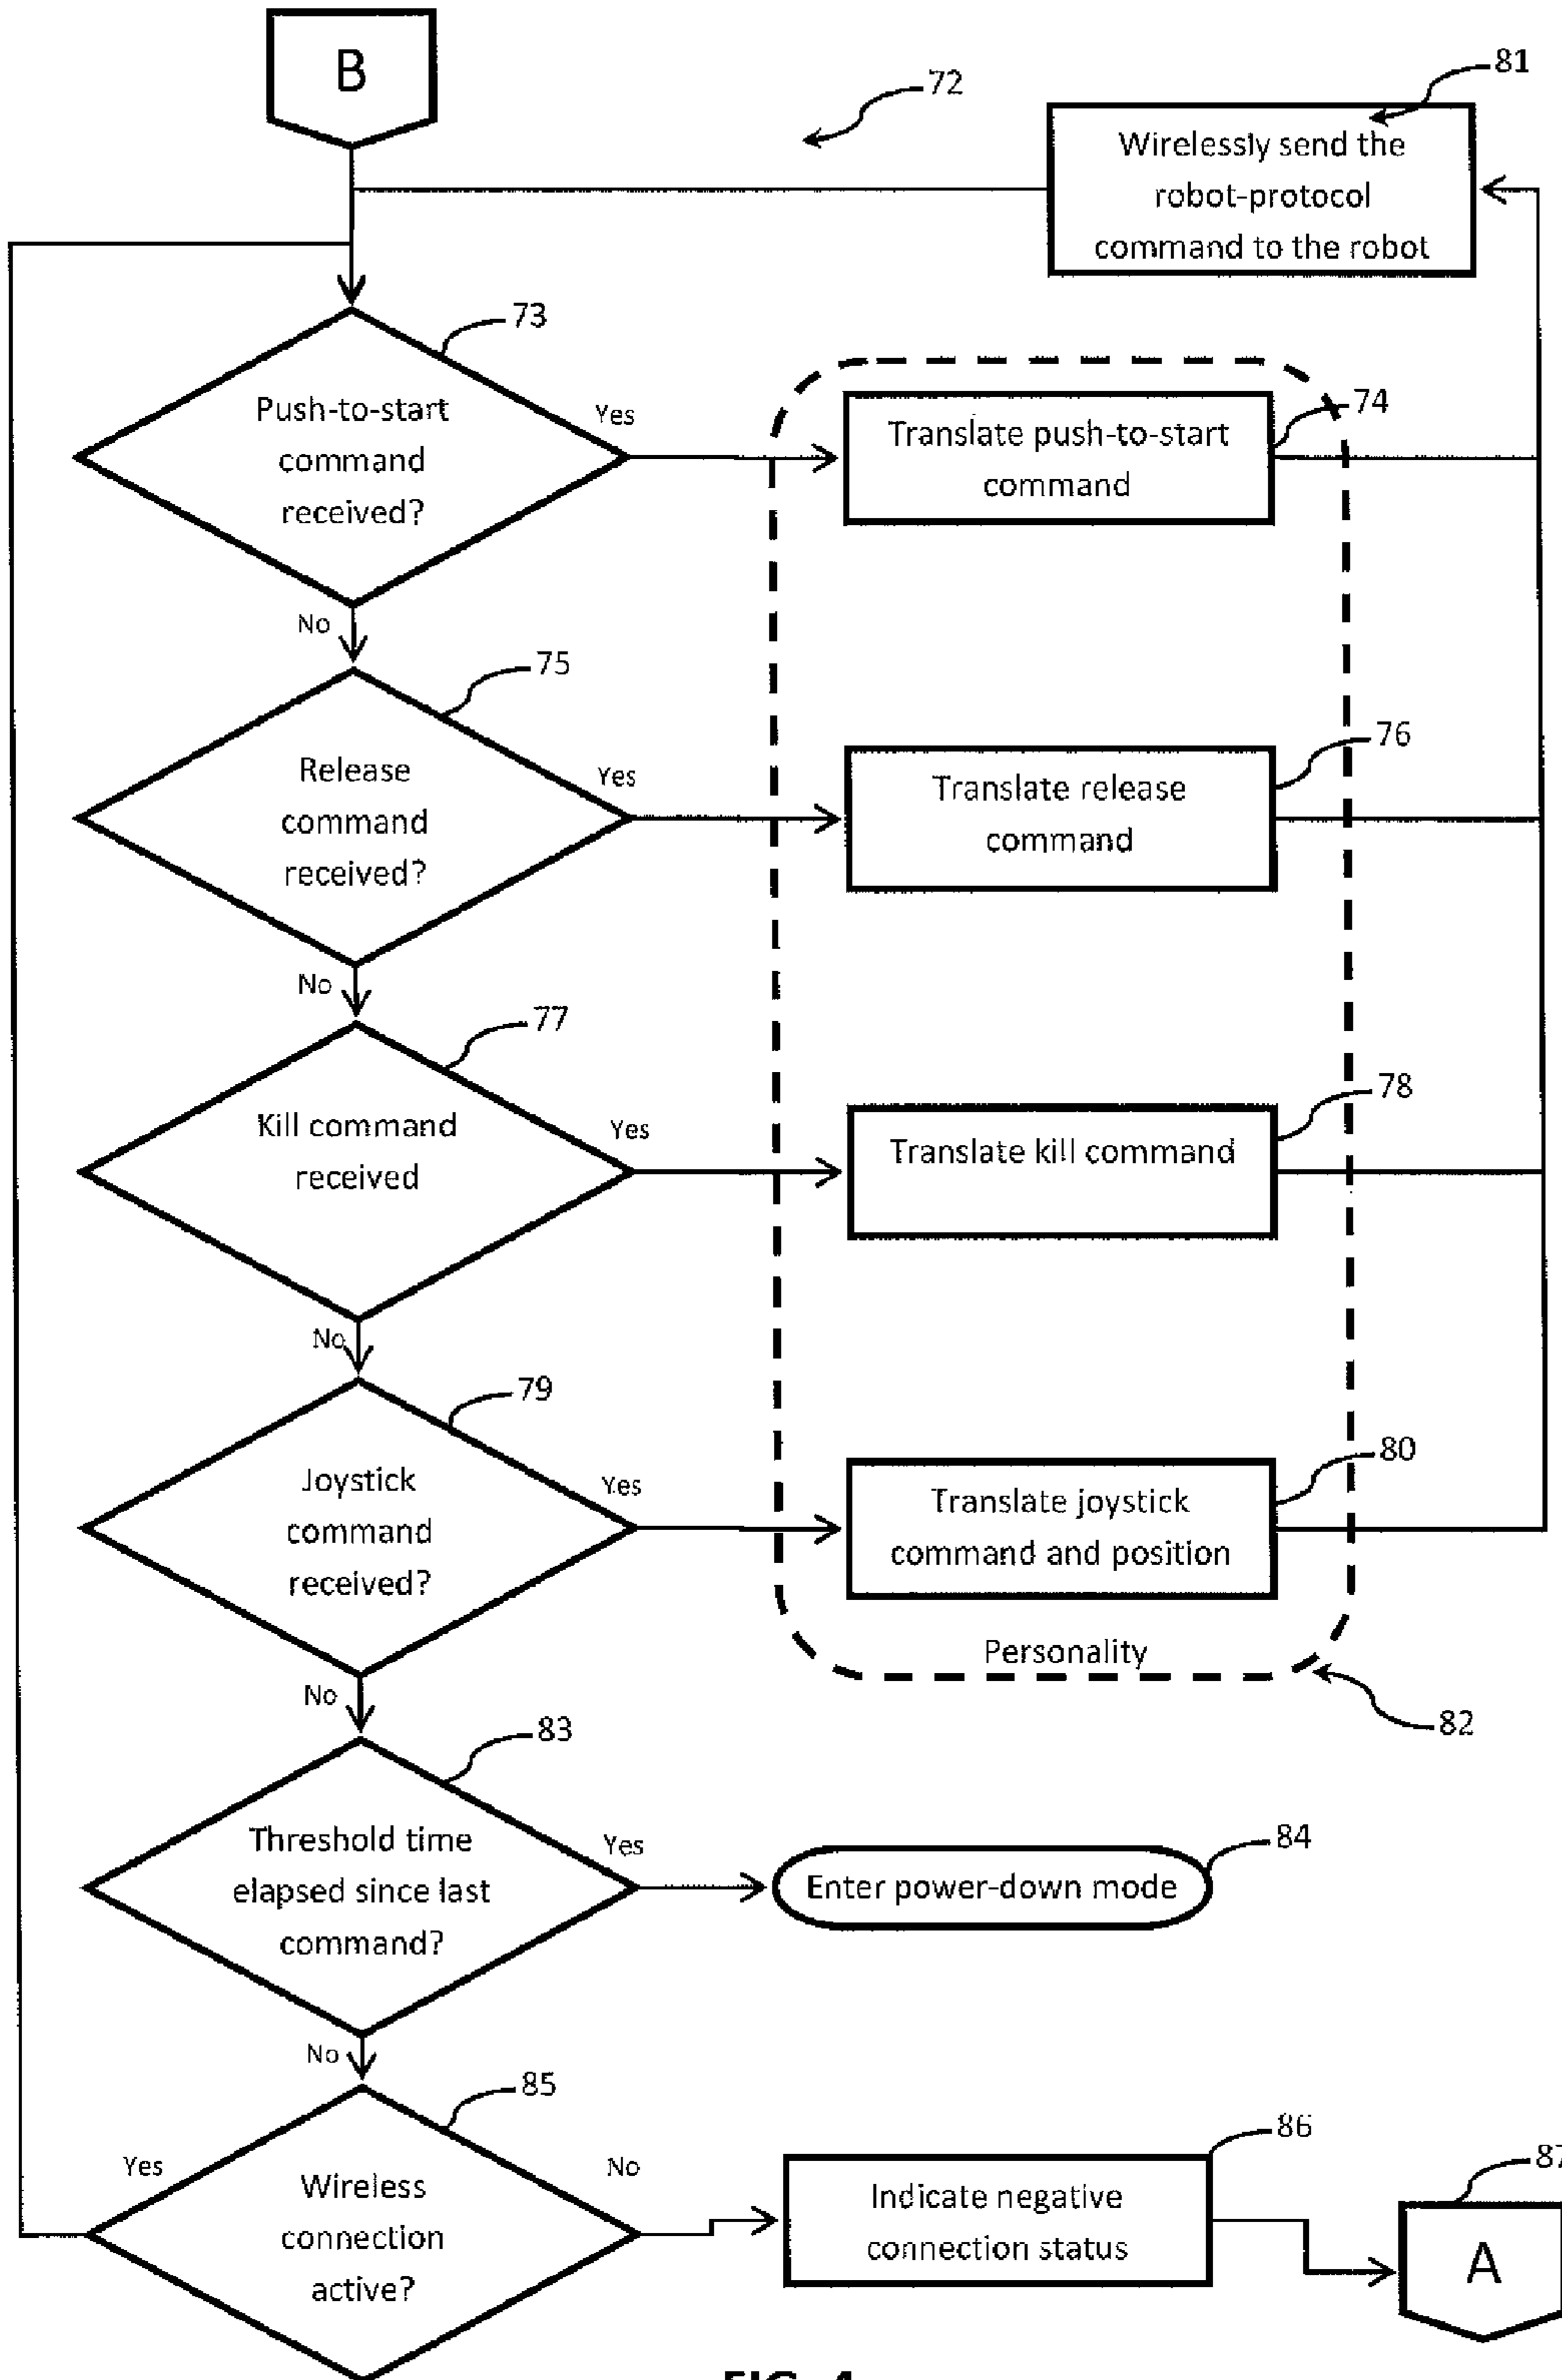 B
72
81
Wirelessly send the
robot-protocol
command to the robot
73
Push-to-start
command
received?
Yes
74
Translate push-to-start
command
No
75
Release
command
received?
Yes
76
Translate release
command
No
77
Kill command
received
Yes
78
Translate kill command
No
79
Joystick
command
received?
Yes
80
Translate joystick
command and position
Personality
82
No
83
Threshold time
elapsed since last
command?
Yes
84
Enter power-down mode
No
85
Yes
Wireless
connection
active?
No
86
Indicate negative
connection status
87
A